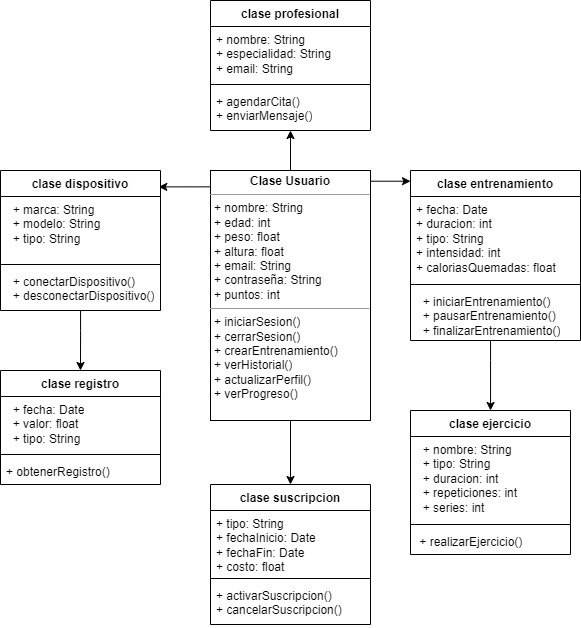 clase profesional
+ nombre: String
+ especialidad: String
+ email: String
+ agendarCita()
+ enviarMensaje()
clase dispositivo
+ marca: String
+ modelo: String
+ tipo: String
+ conectarDispositivo()
+ desconectarDispositivo()
Clase Usuario
+ nombre: String
+ edad: int
+ peso: float
+ altura: float
+ email: String
+ contraseña: String
+ puntos: int
+ iniciarSesion()
+ cerrarSesion()
+ crearEntrenamiento()
+ verHistorial()
+ actualizarPerfil()
+ verProgreso()
clase entrenamiento
+ fecha: Date
+ duracion: int
+ tipo: String
+ intensidad: int
+ caloriasQuemadas: float
+ iniciarEntrenamiento()
+ pausarEntrenamiento()
+ finalizarEntrenamiento()
clase registro
+ fecha: Date
+ valor: float
+ tipo: String
+ obtenerRegistro()
clase suscripcion
+ tipo: String
+ fechaInicio: Date
+ fechaFin: Date
+ costo: float
+ activarSuscripcion()
+ cancelarSuscripcion()
clase ejercicio
+ nombre: String
+ tipo: String
+ duracion: int
+ repeticiones: int
+ series: int
+ realizarEjercicio()